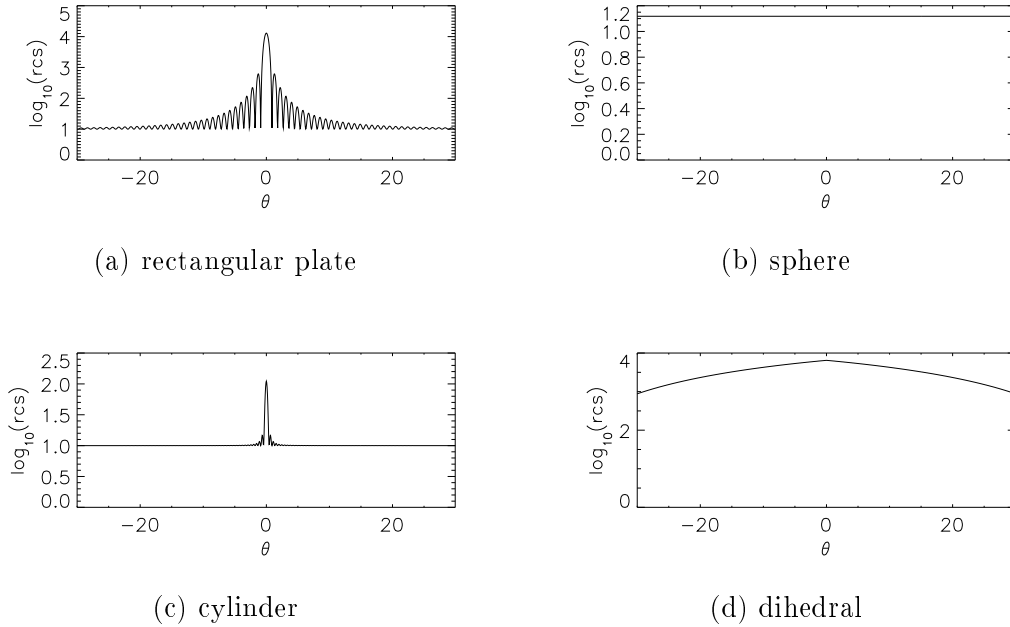 5
4
3
2
1
0
log10(rcs)
−20 0 20
θ
(a) rectangular plate
1.2
1.0
0.8
0.6
0.4
0.2
0.0
log10(rcs)
−20 0 20
θ
(b) sphere
2.5
2.0
1.5
1.0
0.5
0.0
log10(rcs)
−20 0 20
θ
(c) cylinder
4
2
0
log10(rcs)
−20 0 20
θ
(d) dihedral